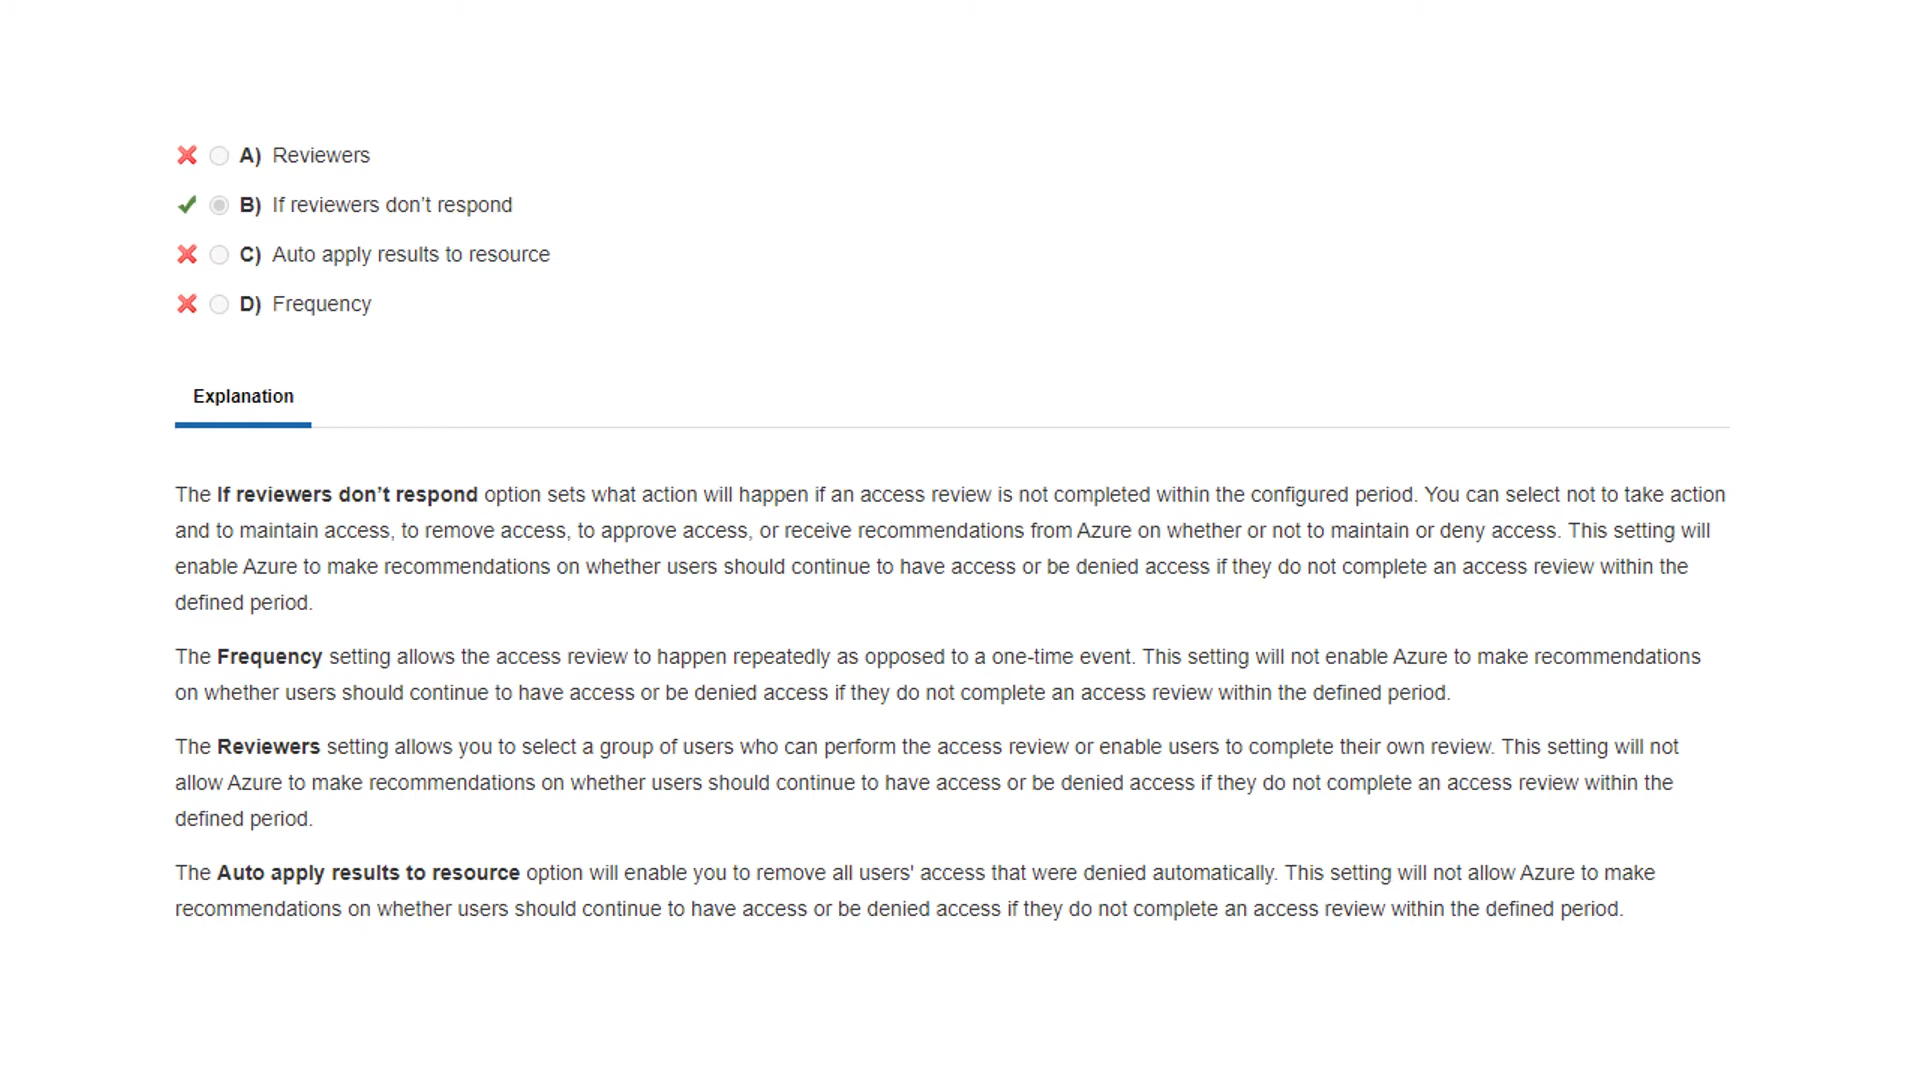 A) Reviewers
B) If reviewers don’t respond
C) Auto apply results to resource
D) Frequency
Explanation
The If reviewers don’t respond option sets what action will happen if an access review is not completed within the configured period. You can select not to take action
and to maintain access, to remove access, to approve access, or receive recommendations from Azure on whether or not to maintain or deny access. This setting will
enable Azure to make recommendations on whether users should continue to have access or be denied access if they do not complete an access review within the
defined period.
The Frequency setting allows the access review to happen repeatedly as opposed to a one-time event. This setting will not enable Azure to make recommendations
on whether users should continue to have access or be denied access if they do not complete an access review within the defined period.
The Reviewers setting allows you to select a group of users who can perform the access review or enable users to complete their own review. This setting will not
allow Azure to make recommendations on whether users should continue to have access or be denied access if they do not complete an access review within the
defined period.
The Auto apply results to resource option will enable you to remove all users' access that were denied automatically. This setting will not allow Azure to make
recommendations on whether users should continue to have access or be denied access if they do not complete an access review within the defined period.